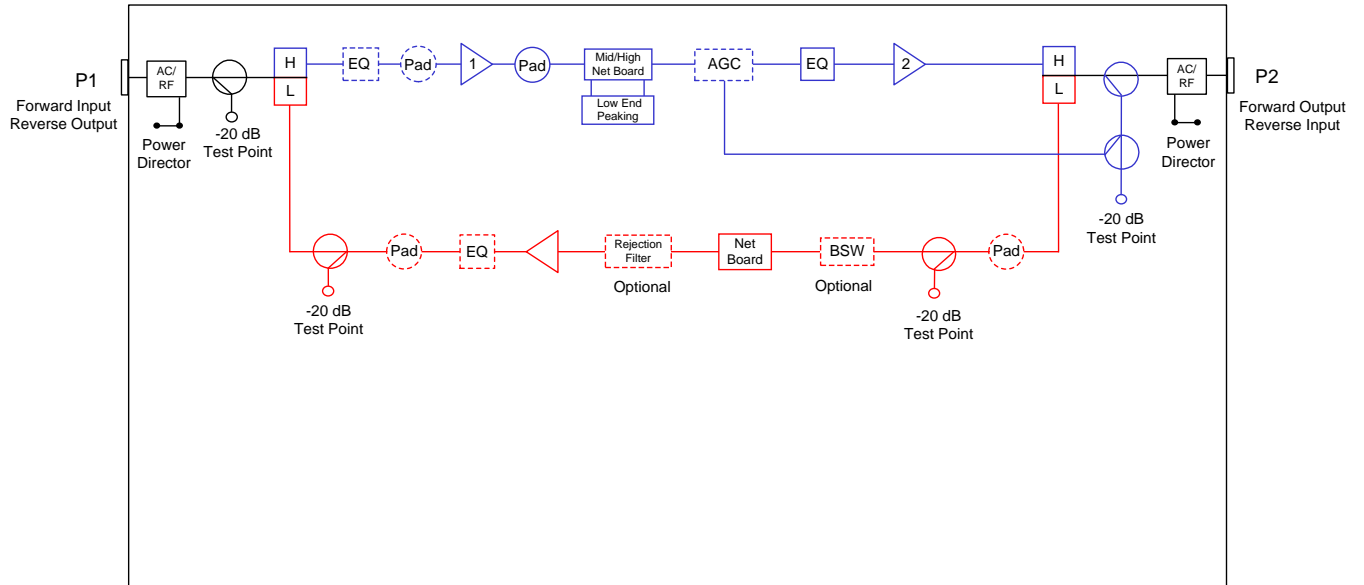 P1
Forward Input
Reverse Output
AC/
RF
Power
Director
-20 dB
Test Point
H
L
EQ
Pad
1
Pad
Mid/High
Net Board
Low End
Peaking
AGC
EQ
2
H
L
AC/
RF
Power
Director
P2
Forward Output
Reverse Input
-20 dB
Test Point
-20 dB
Test Point
Pad
EQ
Rejection
Filter
Optional
Net
Board
BSW
Optional
-20 dB
Test Point
Pad